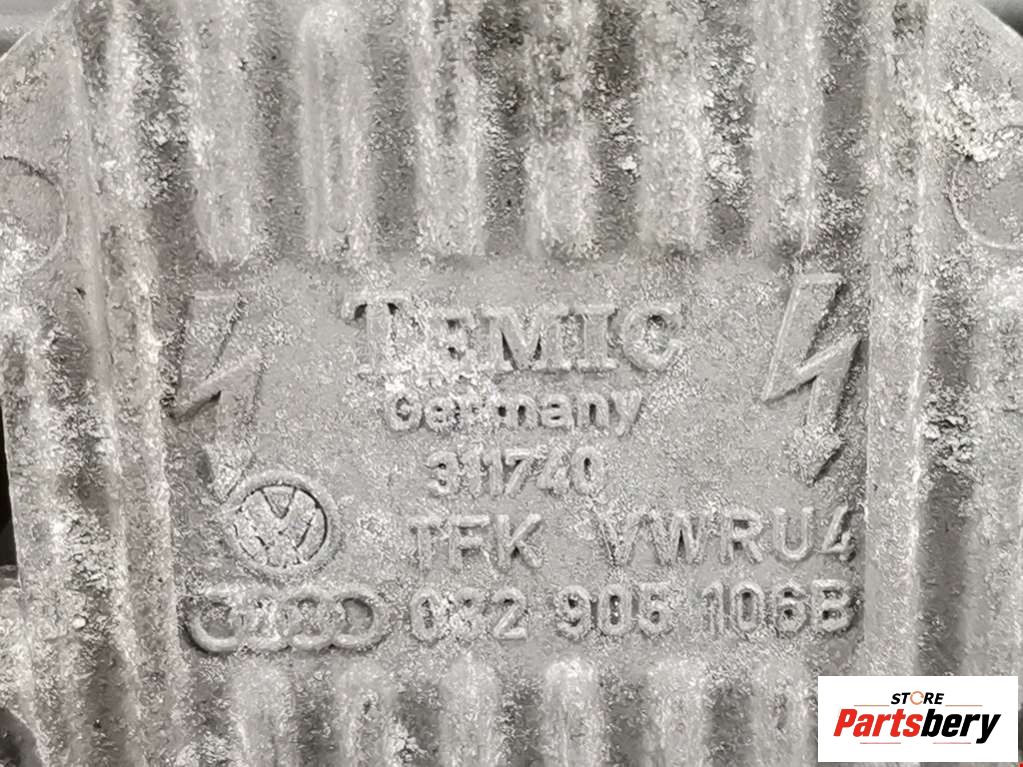 TEMIC
Germany
311740
TFK VWRU4
032 905 106B
STORE
Partsbery